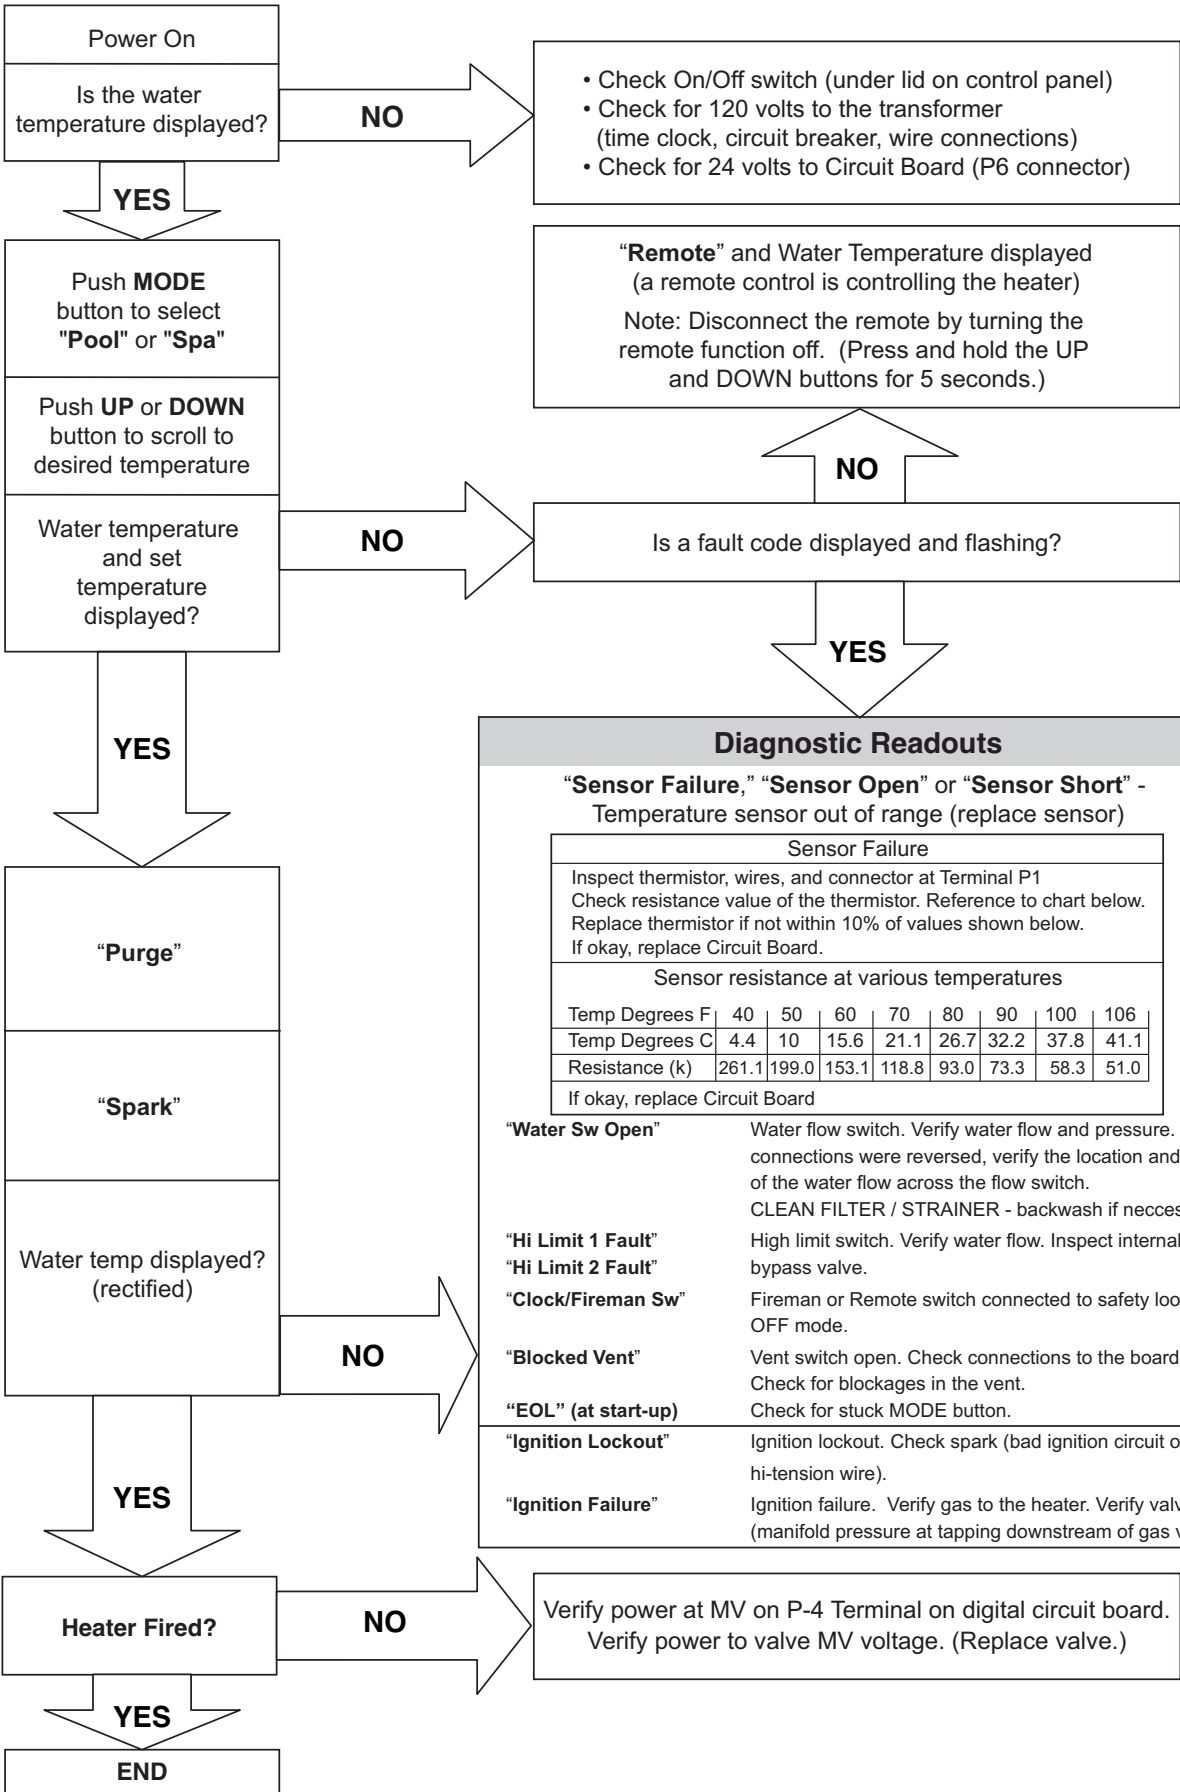 Power On
Is the water
temperature displayed?
NO
• Check On/Off switch (under lid on control panel)
• Check for 120 volts to the transformer
(time clock, circuit breaker, wire connections)
• Check for 24 volts to Circuit Board (P6 connector)
YES
Push MODE
button to select
"Pool" or "Spa"
Push UP or DOWN
button to scroll to
desired temperature
Water temperature
and set
temperature
displayed?
“Remote” and Water Temperature displayed
(a remote control is controlling the heater)
Note: Disconnect the remote by turning the
remote function off. (Press and hold the UP
and DOWN buttons for 5 seconds.)
NO
NO
Is a fault code displayed and flashing?
YES
YES
Diagnostic Readouts
“Sensor Failure,” “Sensor Open” or “Sensor Short” -
Temperature sensor out of range (replace sensor)
Sensor Failure
Inspect thermistor, wires, and connector at Terminal P1
Check resistance value of the thermistor. Reference to chart below.
Replace thermistor if not within 10% of values shown below.
If okay, replace Circuit Board.
Sensor resistance at various temperatures
Temp Degrees F 40 50 60 70 80 90 100 106
Temp Degrees C 4.4 10 15.6 21.1 26.7 32.2 37.8 41.1
Resistance (k) 261.1 199.0 153.1 118.8 93.0 73.3 58.3 51.0
If okay, replace Circuit Board
“Water Sw Open” Water flow switch. Verify water flow and pressure.
connections were reversed, verify the location and
of the water flow across the flow switch.
CLEAN FILTER / STRAINER - backwash if
“Hi Limit 1 Fault” High limit switch. Verify water flow. Inspect internal
“Hi Limit 2 Fault” bypass valve.
“Clock/Fireman Sw” Fireman or Remote switch connected to safety
OFF mode.
“Blocked Vent” Vent switch open. Check connections to the board
Check for blockages in the vent.
“EOL” (at start-up) Check for stuck MODE button.
“Ignition Lockout” Ignition lockout. Check spark (bad ignition circuit
hi-tension wire).
“Ignition Failure” Ignition failure. Verify gas to the heater. Verify
(manifold pressure at tapping downstream of gas
“Purge”
“Spark”
Water temp displayed?
(rectified)
NO
YES
Heater Fired?
NO
Verify power at MV on P-4 Terminal on digital circuit board.
Verify power to valve MV voltage. (Replace valve.)
YES
END